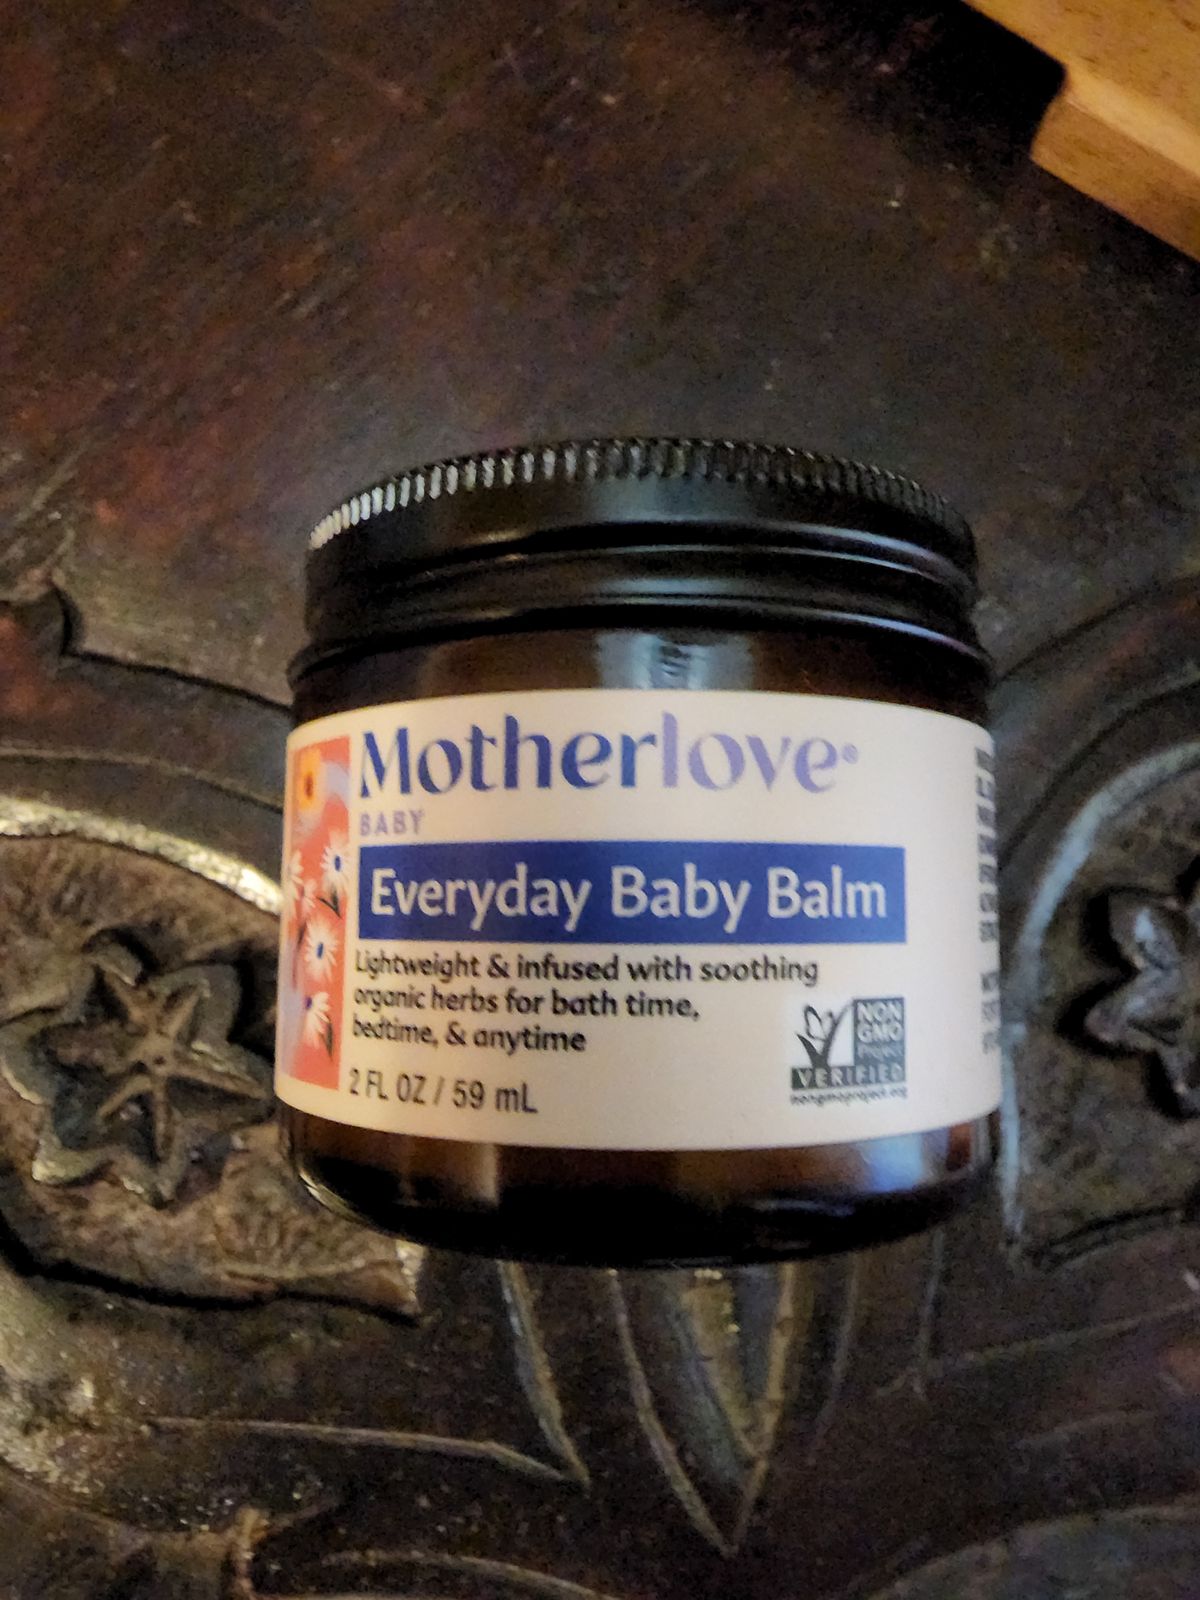 Motherlove®
BABY
Everyday Baby Balm
Lightweight & infused with soothing
organic herbs for bath time,
bedtime, & anytime
2 FL OZ / 59 mL
NON
GMO
Project
VERIFIED
nongmoproject.org